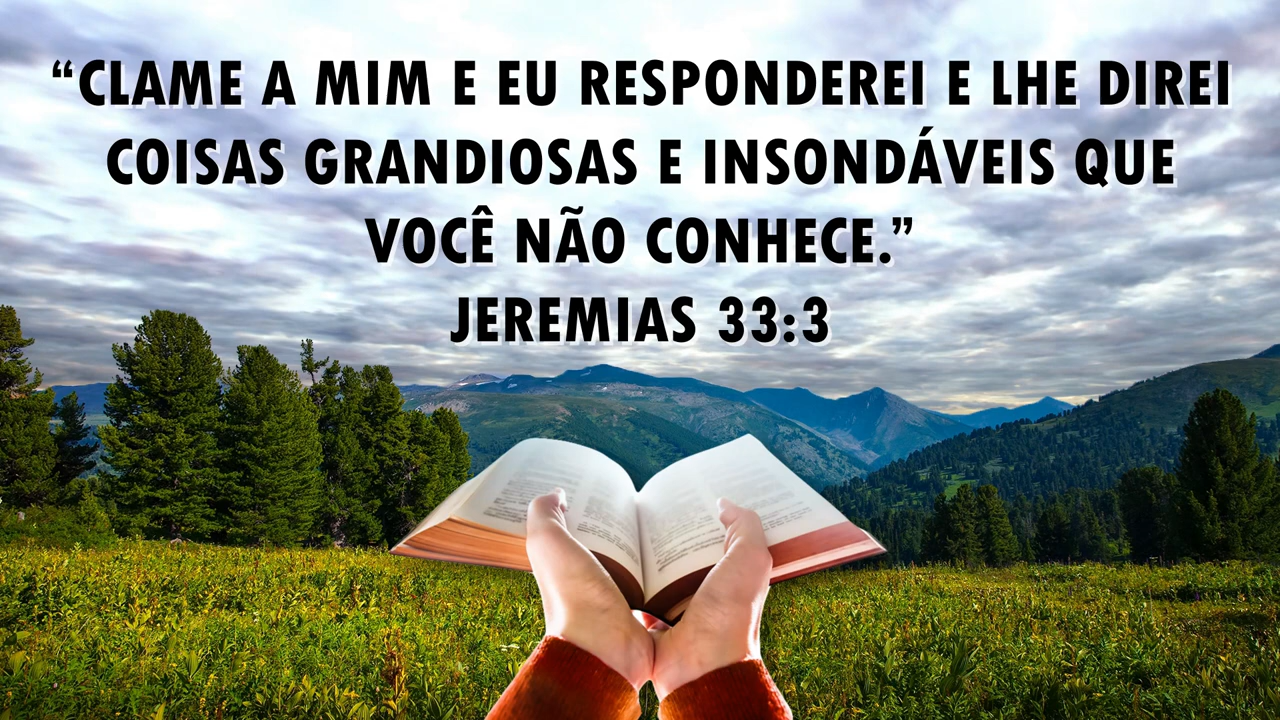 “CLAME A MIM E EU RESPONDEREI E LHE DIREI
COISAS GRANDIOSAS E INSONDÁVEIS QUE
VOCÊ NÃO CONHECE.”
JEREMIAS 33:3